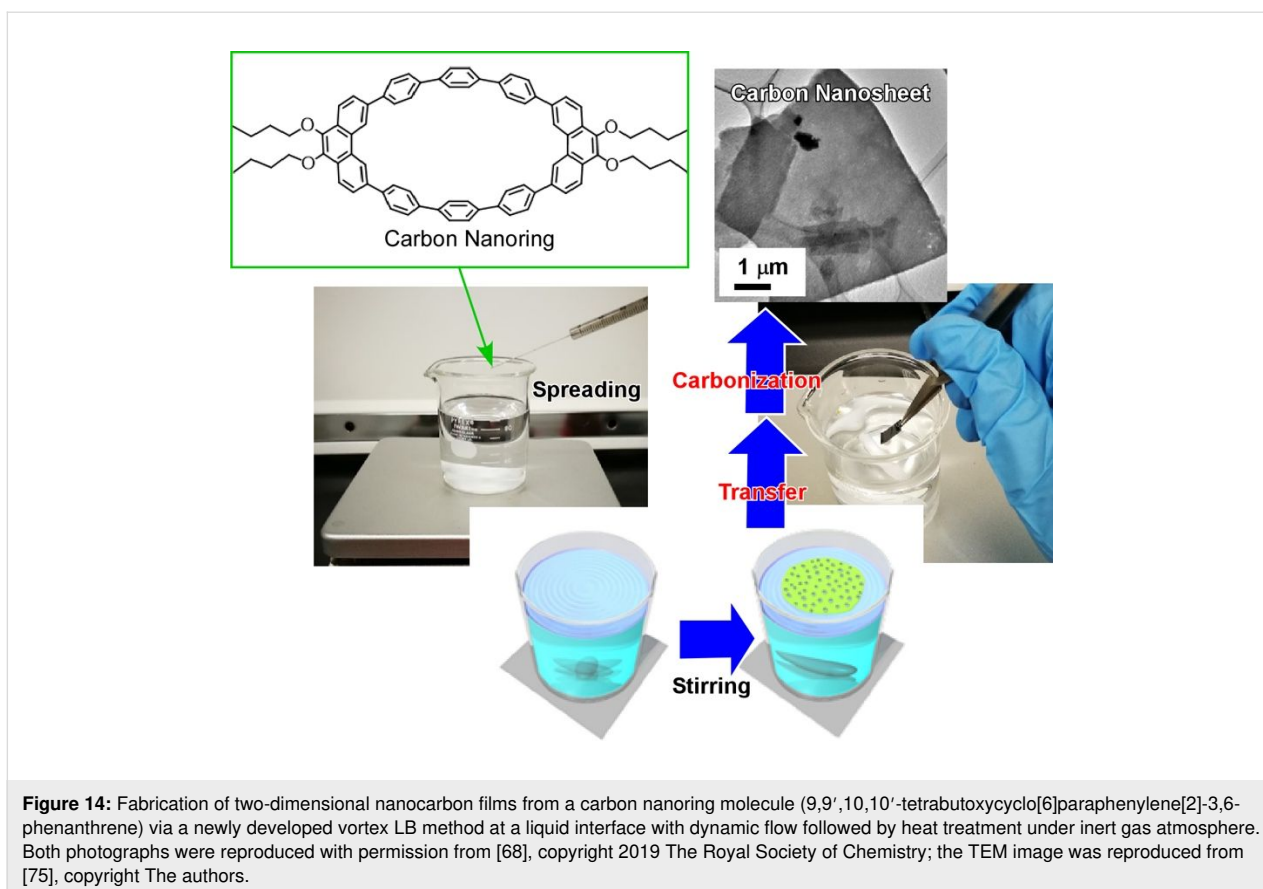 Carbon Nanosheet
O
O
O
O
Carbon Nanoring
1 μm
Spreading
PYREX
Carbonization
Transfer
Stirring
Figure 14: Fabrication of two-dimensional nanocarbon films from a carbon nanoring molecule (9,9′,10,10′-tetrabutoxycyclo[6]paraphenylene[2]-3,6-
phenanthrene) via a newly developed vortex LB method at a liquid interface with dynamic flow followed by heat treatment under inert gas atmosphere.
Both photographs were reproduced with permission from [68], copyright 2019 The Royal Society of Chemistry; the TEM image was reproduced from
[75], copyright The authors.